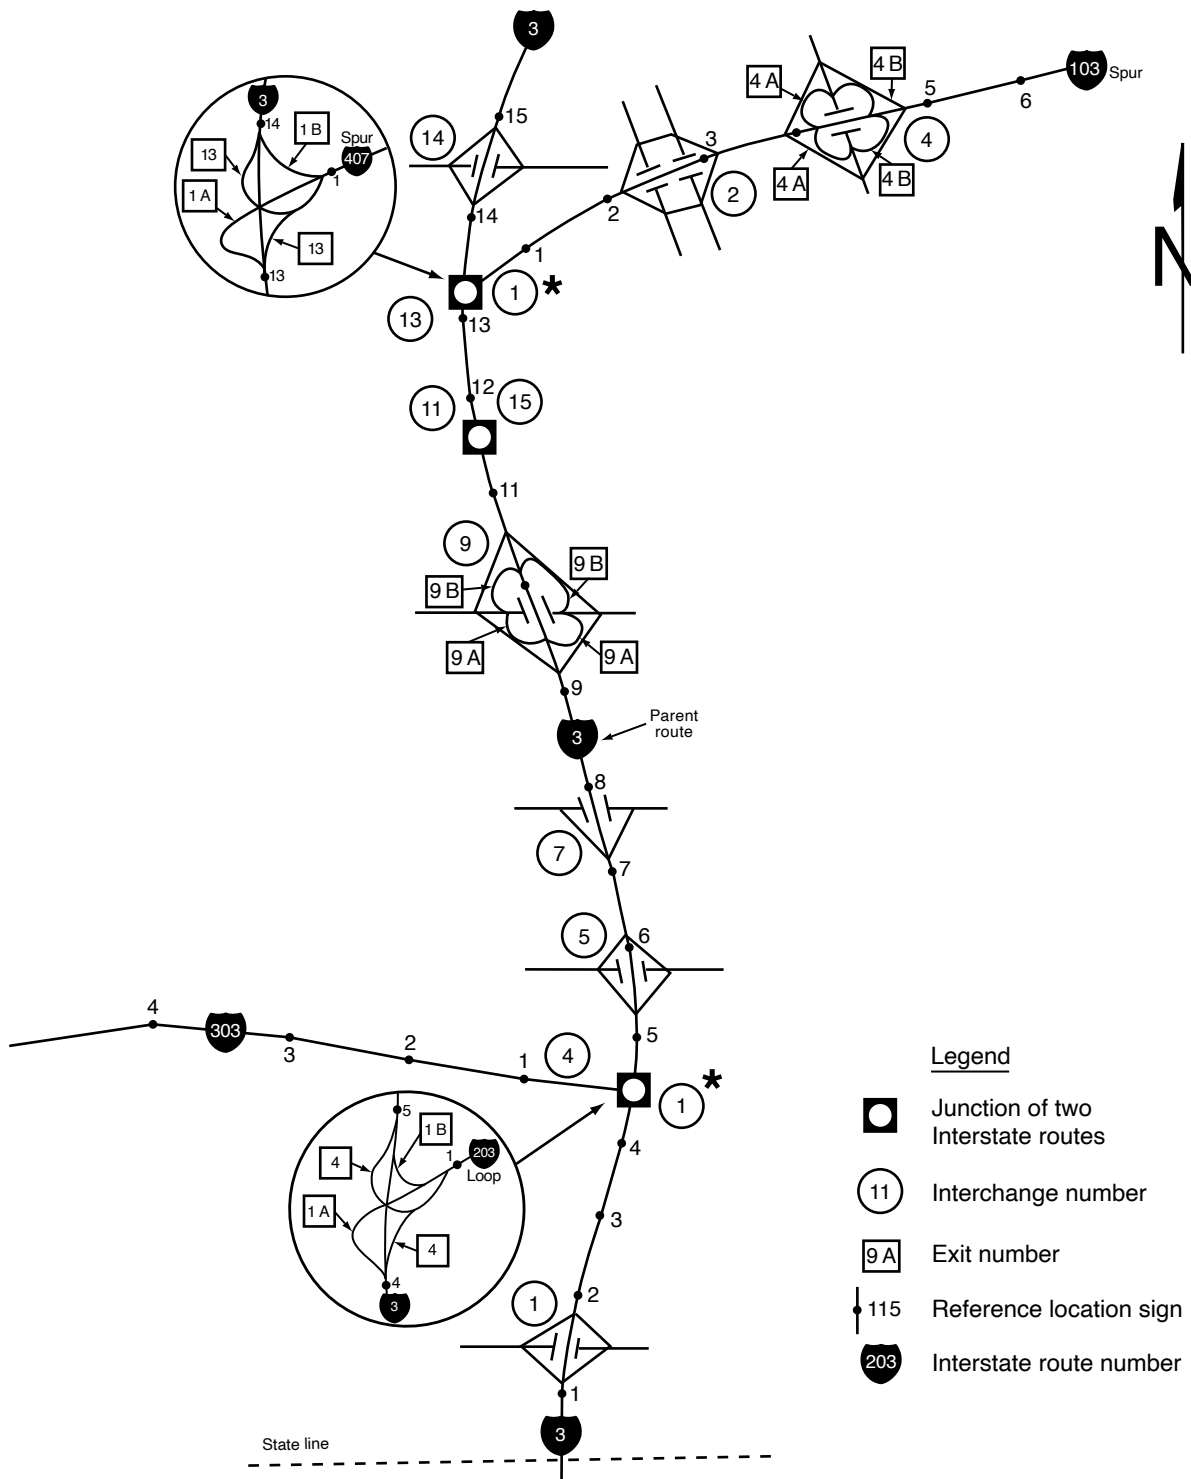 3
15
14
14
4 A
4 B
5
6
103
Spur
3
4
4 A
4 B
2
2
1
3
14
1 B
13
Spur
407
1
1 A
13
13
1
*
13
13
N
12
11
15
11
9
9 B
9 B
9 A
9 A
9
Parent
route
3
8
7
7
5
6
5
4
303
3
2
1
4
1
*
5
1 B
4
1
203
Loop
1 A
4
4
3
4
3
2
1
1
3
State line
Legend
Junction of two
Interstate routes
11
Interchange number
9 A
Exit number
115
Reference location sign
203
Interstate route number